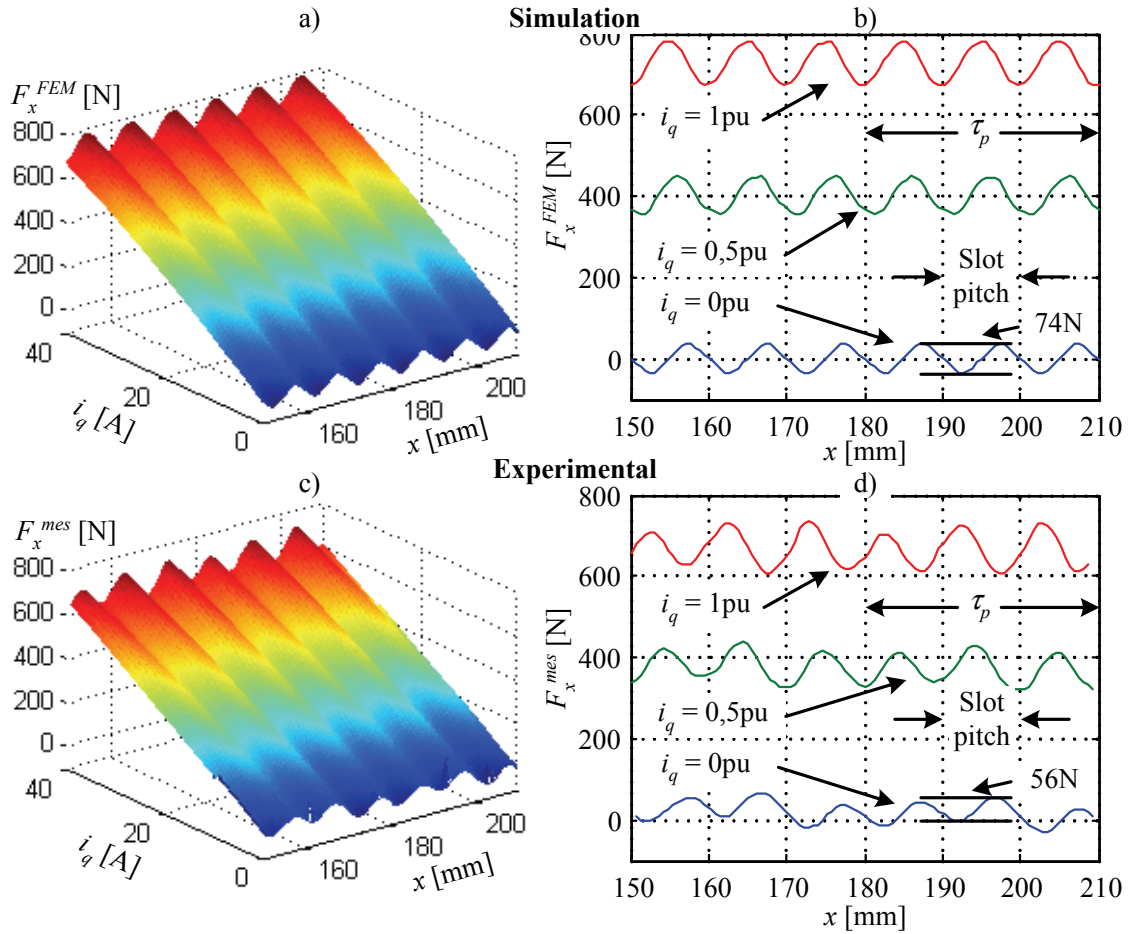 Simulation
a)
F_x^FEM [N]
800
600
400
200
0
40
20
0
i_q [A]
160
180
200
x [mm]
b)
F_x^FEM [N]
800
600
400
200
0
i_q = 1pu
τ_p
i_q = 0,5pu
Slot
pitch
i_q = 0pu
74N
150 160 170 180 190 200 210
x [mm]
Experimental
c)
F_x^mes [N]
800
600
400
200
0
40
20
0
i_q [A]
160
180
200
x [mm]
d)
F_x^mes [N]
800
600
400
200
0
i_q = 1pu
τ_p
i_q = 0,5pu
Slot
pitch
i_q = 0pu
56N
150 160 170 180 190 200 210
x [mm]